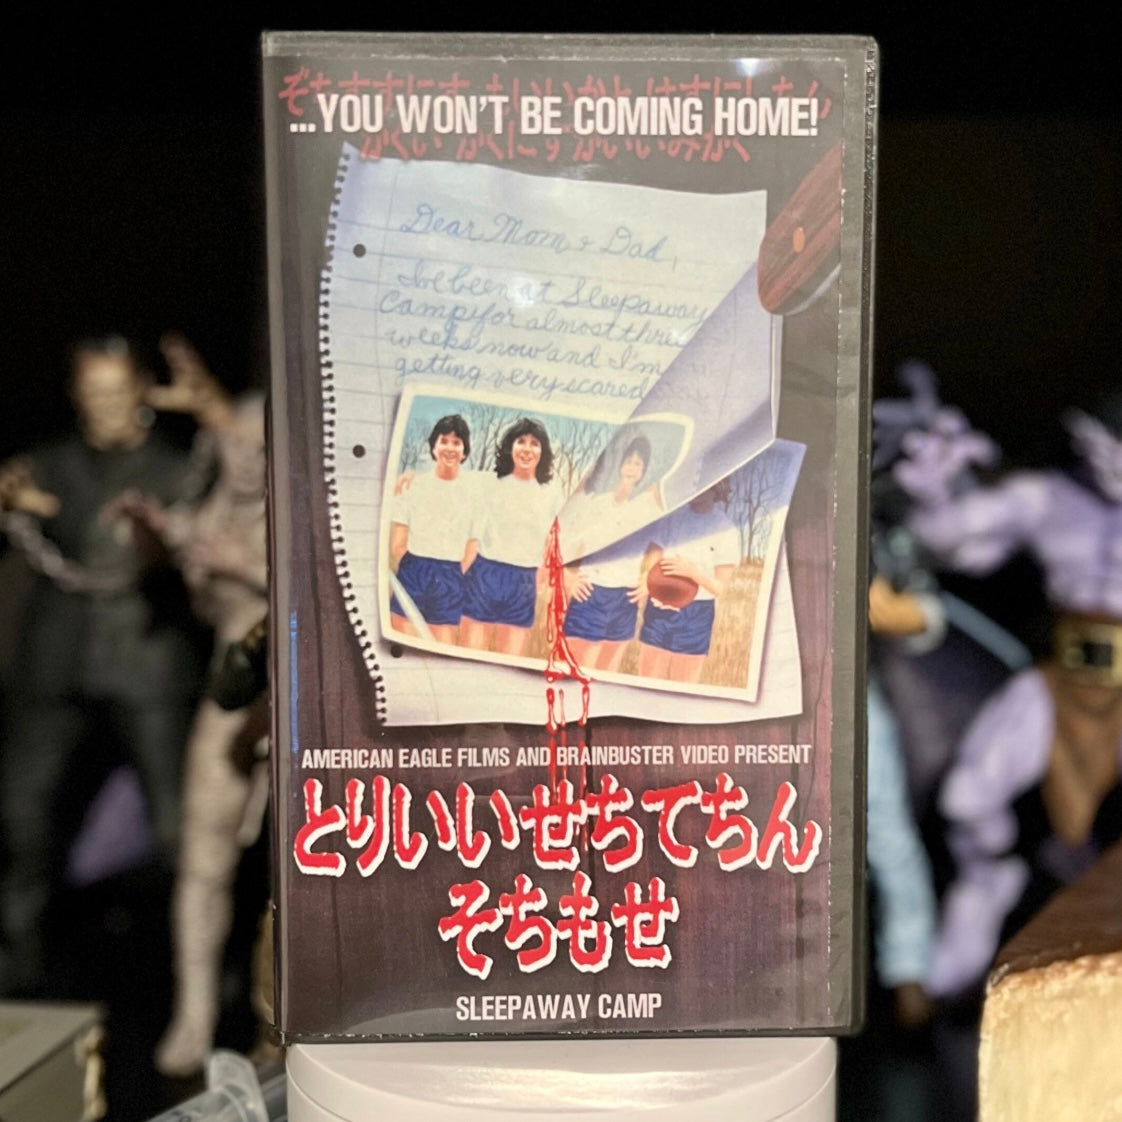 ...YOU WON'T BE COMING HOME!
Dear Mom + Dad,
I've been at Sleepaway
Camp for almost three
weeks now and I'm
getting very scared
AMERICAN EAGLE FILMS AND BRAINBUSTER VIDEO PRESENT
とりいいせちてちん
そちもせ
SLEEPAWAY CAMP